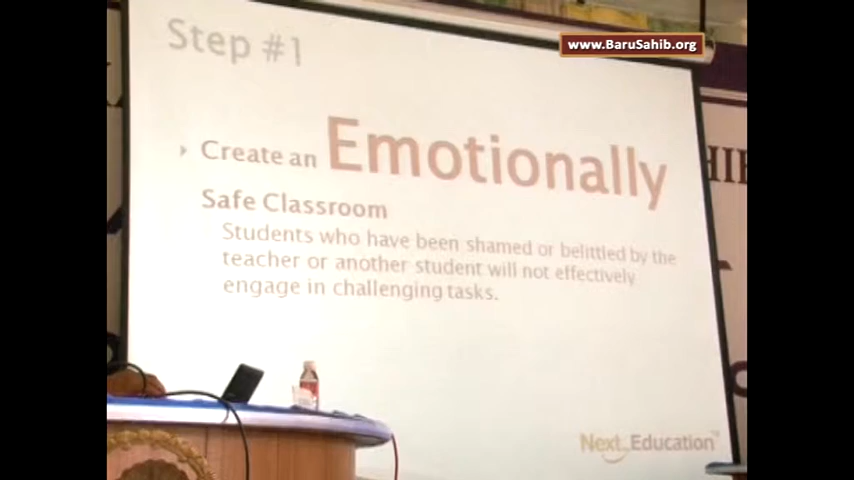 www.BaruSahib.org
Step #1
Create an Emotionally
Safe Classroom
Students who have been shamed or belittled by the
teacher or another student will not effectively
engage in challenging tasks.
Next Education